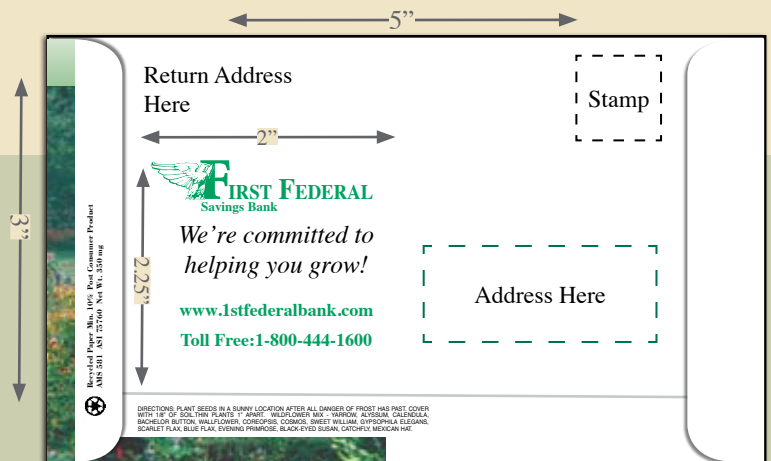 5”
Return Address
Here
Stamp
2”
3”
2.25”
FIRST FEDERAL
Savings Bank
We’re committed to
helping you grow!
www.1stfederalbank.com
Toll Free:1-800-444-1600
Address Here
Recycled Paper Min. 10% Post Consumer Product
AMS 581 ASI 75760 Net Wt. 350 mg
DIRECTIONS: PLANT SEEDS IN A SUNNY LOCATION AFTER ALL DANGER OF FROST HAS PAST. COVER
WITH 1/8" OF SOIL.THIN PLANTS 1" APART. WILDFLOWER MIX - YARROW, ALYSSUM, CALENDULA,
BACHELOR BUTTON, WALLFLOWER, COREOPSIS, COSMOS, SWEET WILLIAM, GYPSOPHILA ELEGANS,
SCARLET FLAX, BLUE FLAX, EVENING PRIMROSE, BLACK-EYED SUSAN, CATCHFLY, MEXICAN HAT.